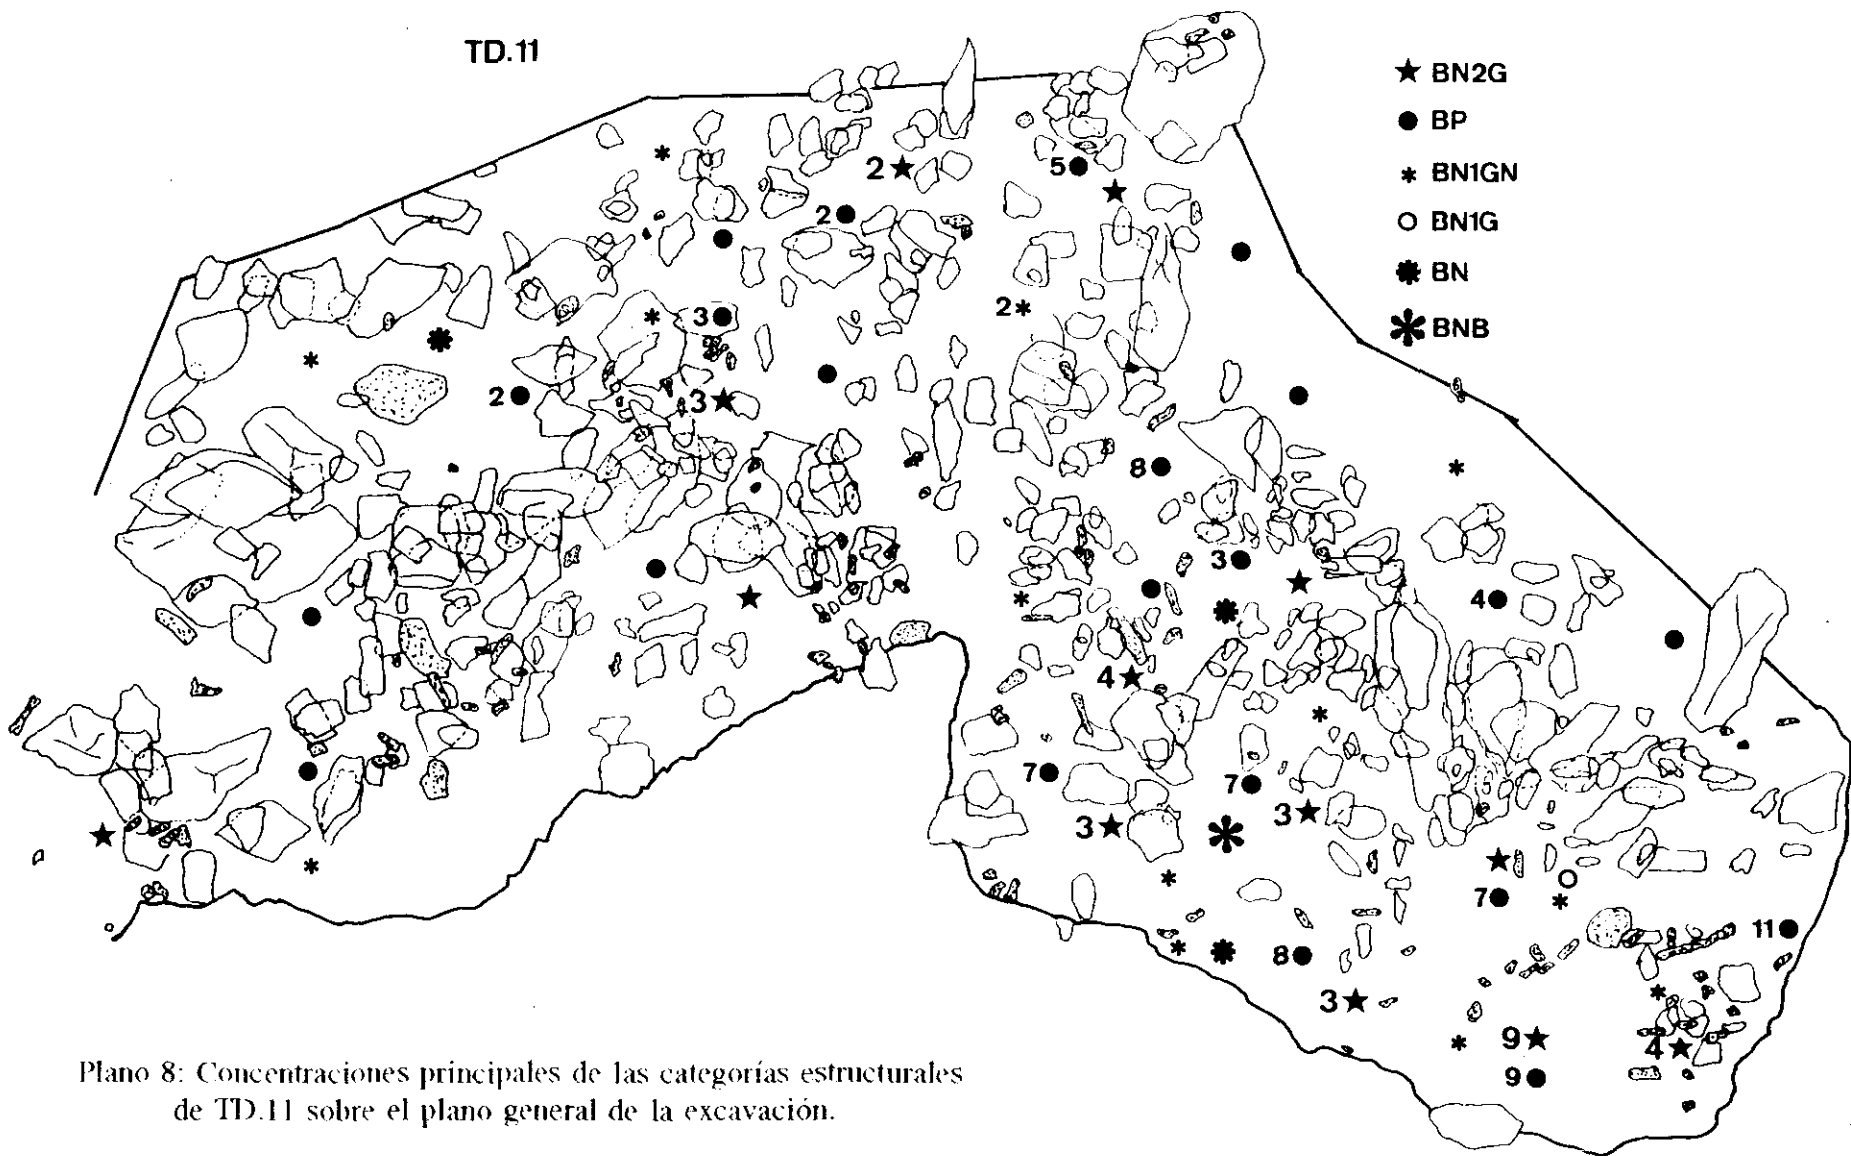 TD.11
★ BN2G
● BP
* BN1GN
○ BN1G
✸ BN
✻ BNB
2★
5●
2●
3●
2*
2●
3★
8●
3●
4●
4★
7●
7●
3★
3★
7●
11●
8●
3★
9★
4★
9●
Plano 8: Concentraciones principales de las categorías estructurales
de TD.11 sobre el plano general de la excavación.